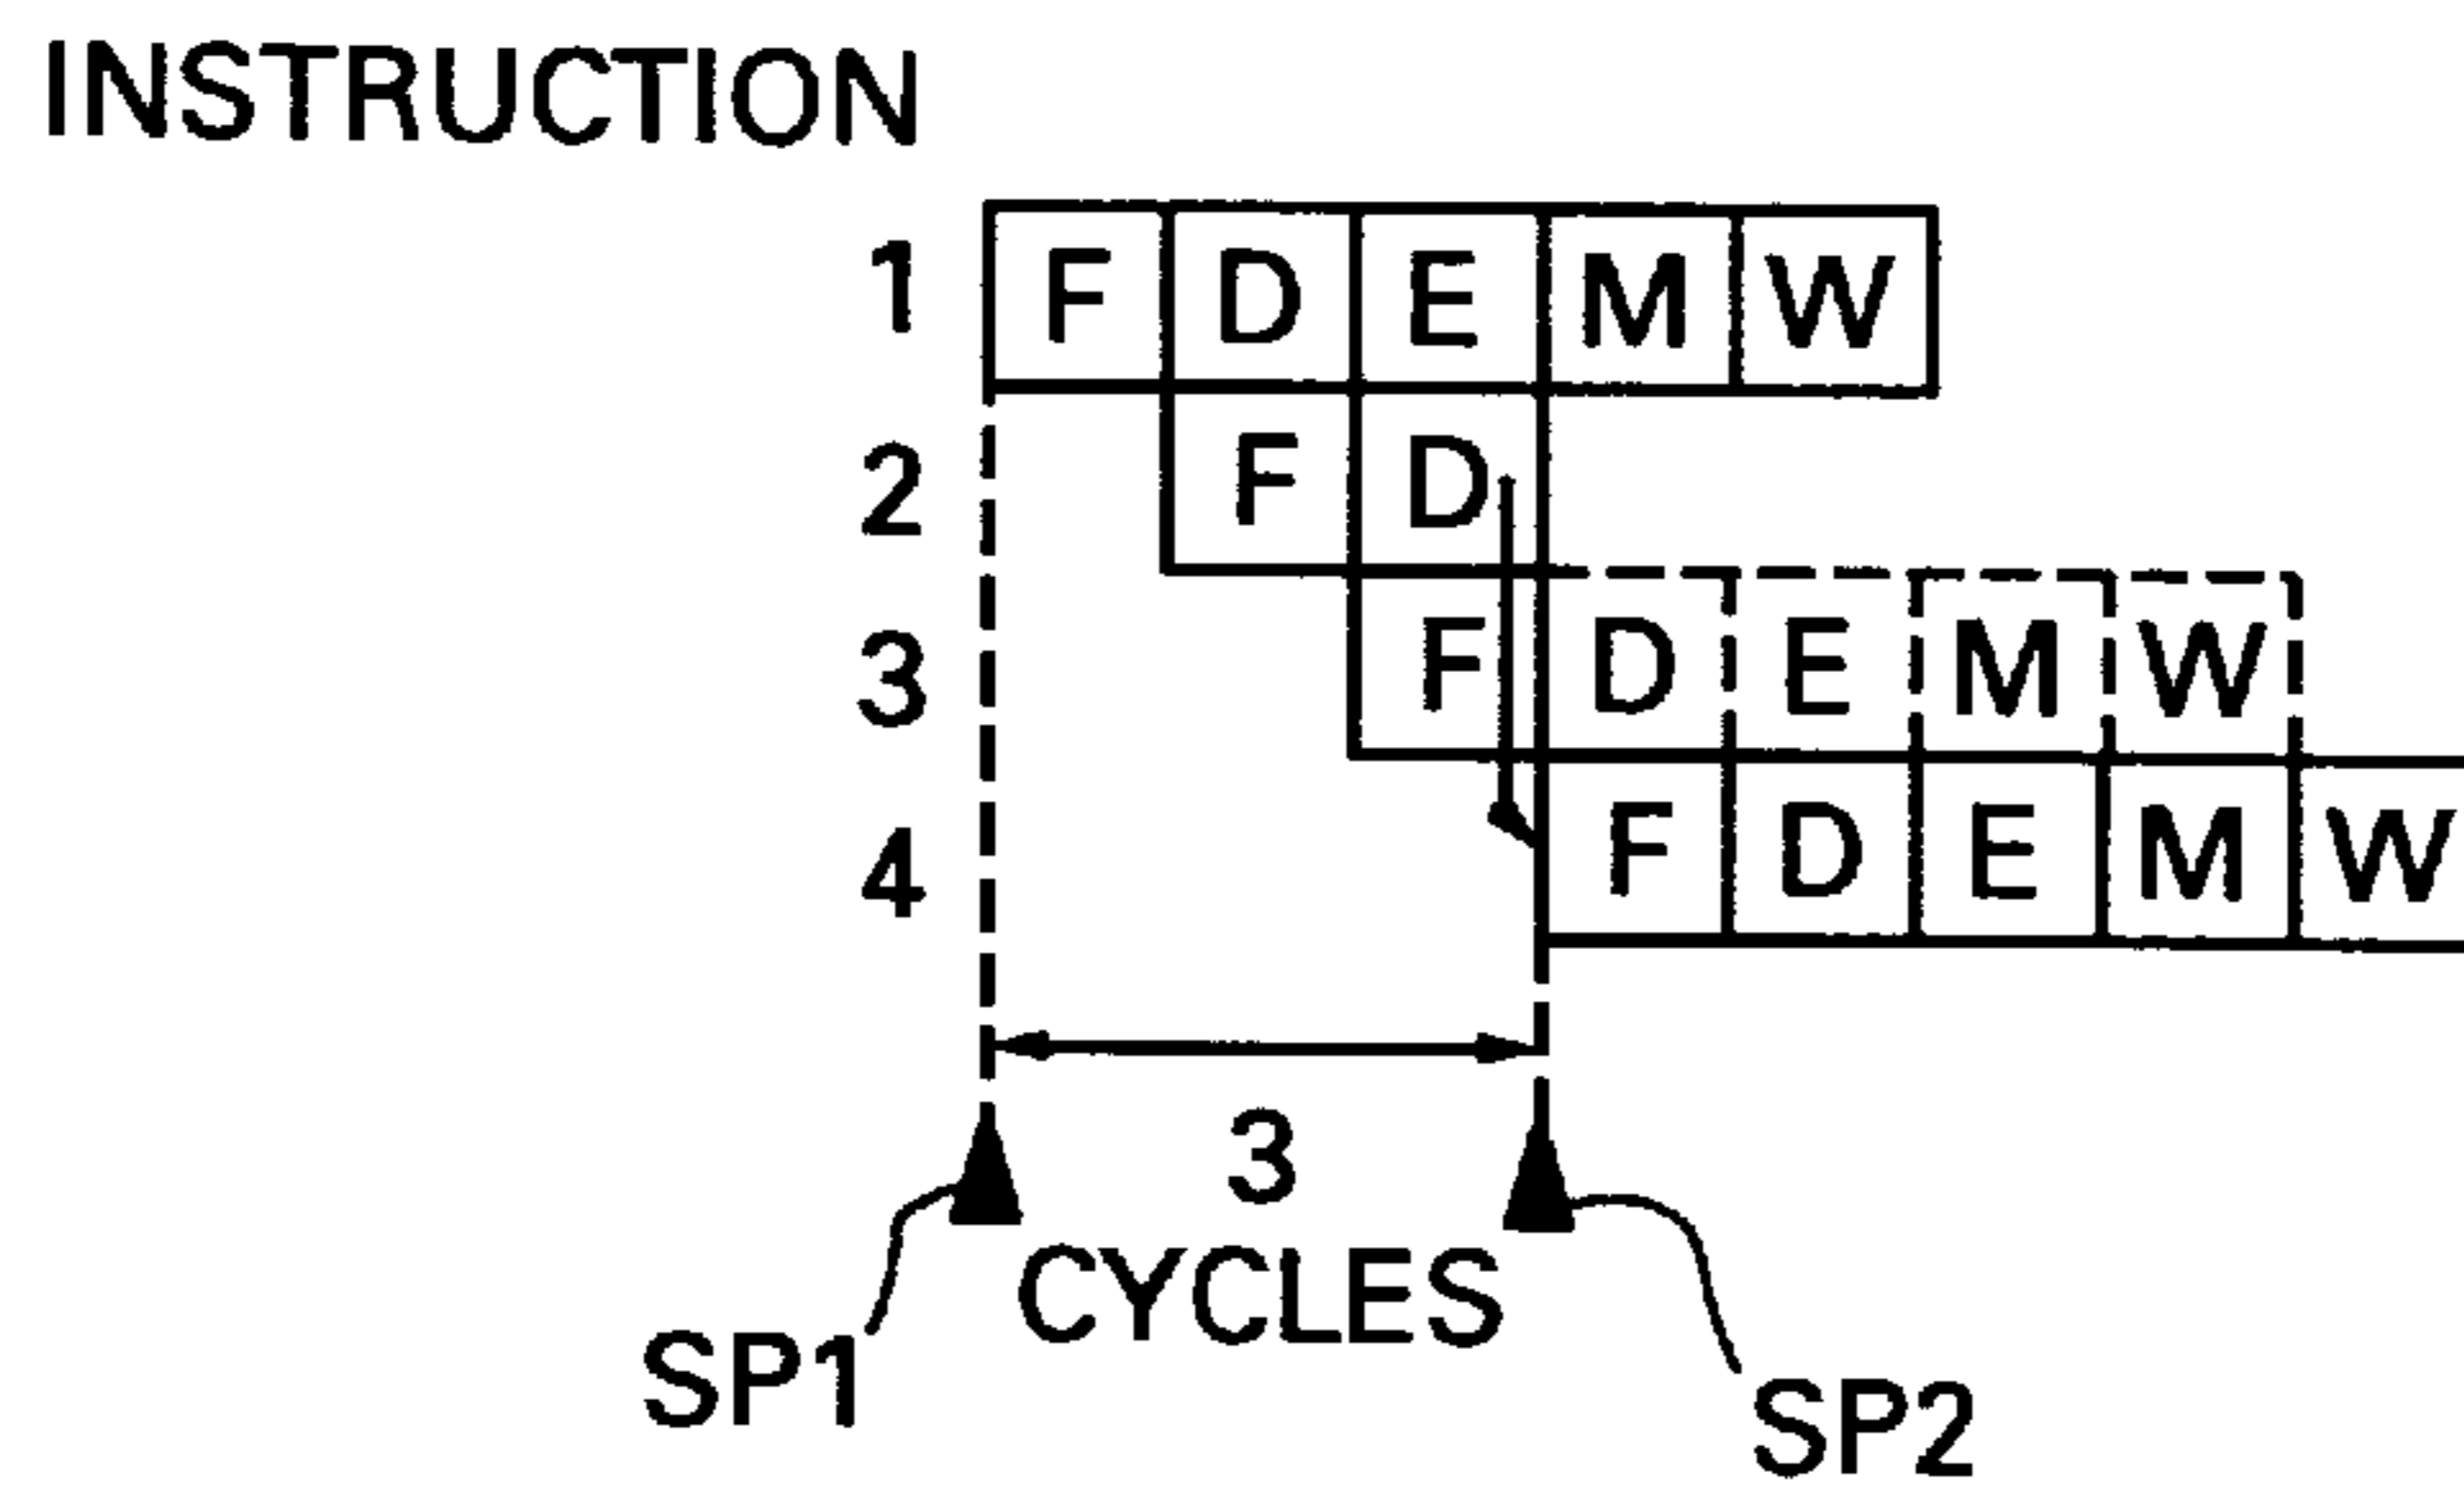 INSTRUCTION
1 F D E M W
2 F D
3 F D E M W
4 F D E M W
3
CYCLES
SP1
SP2